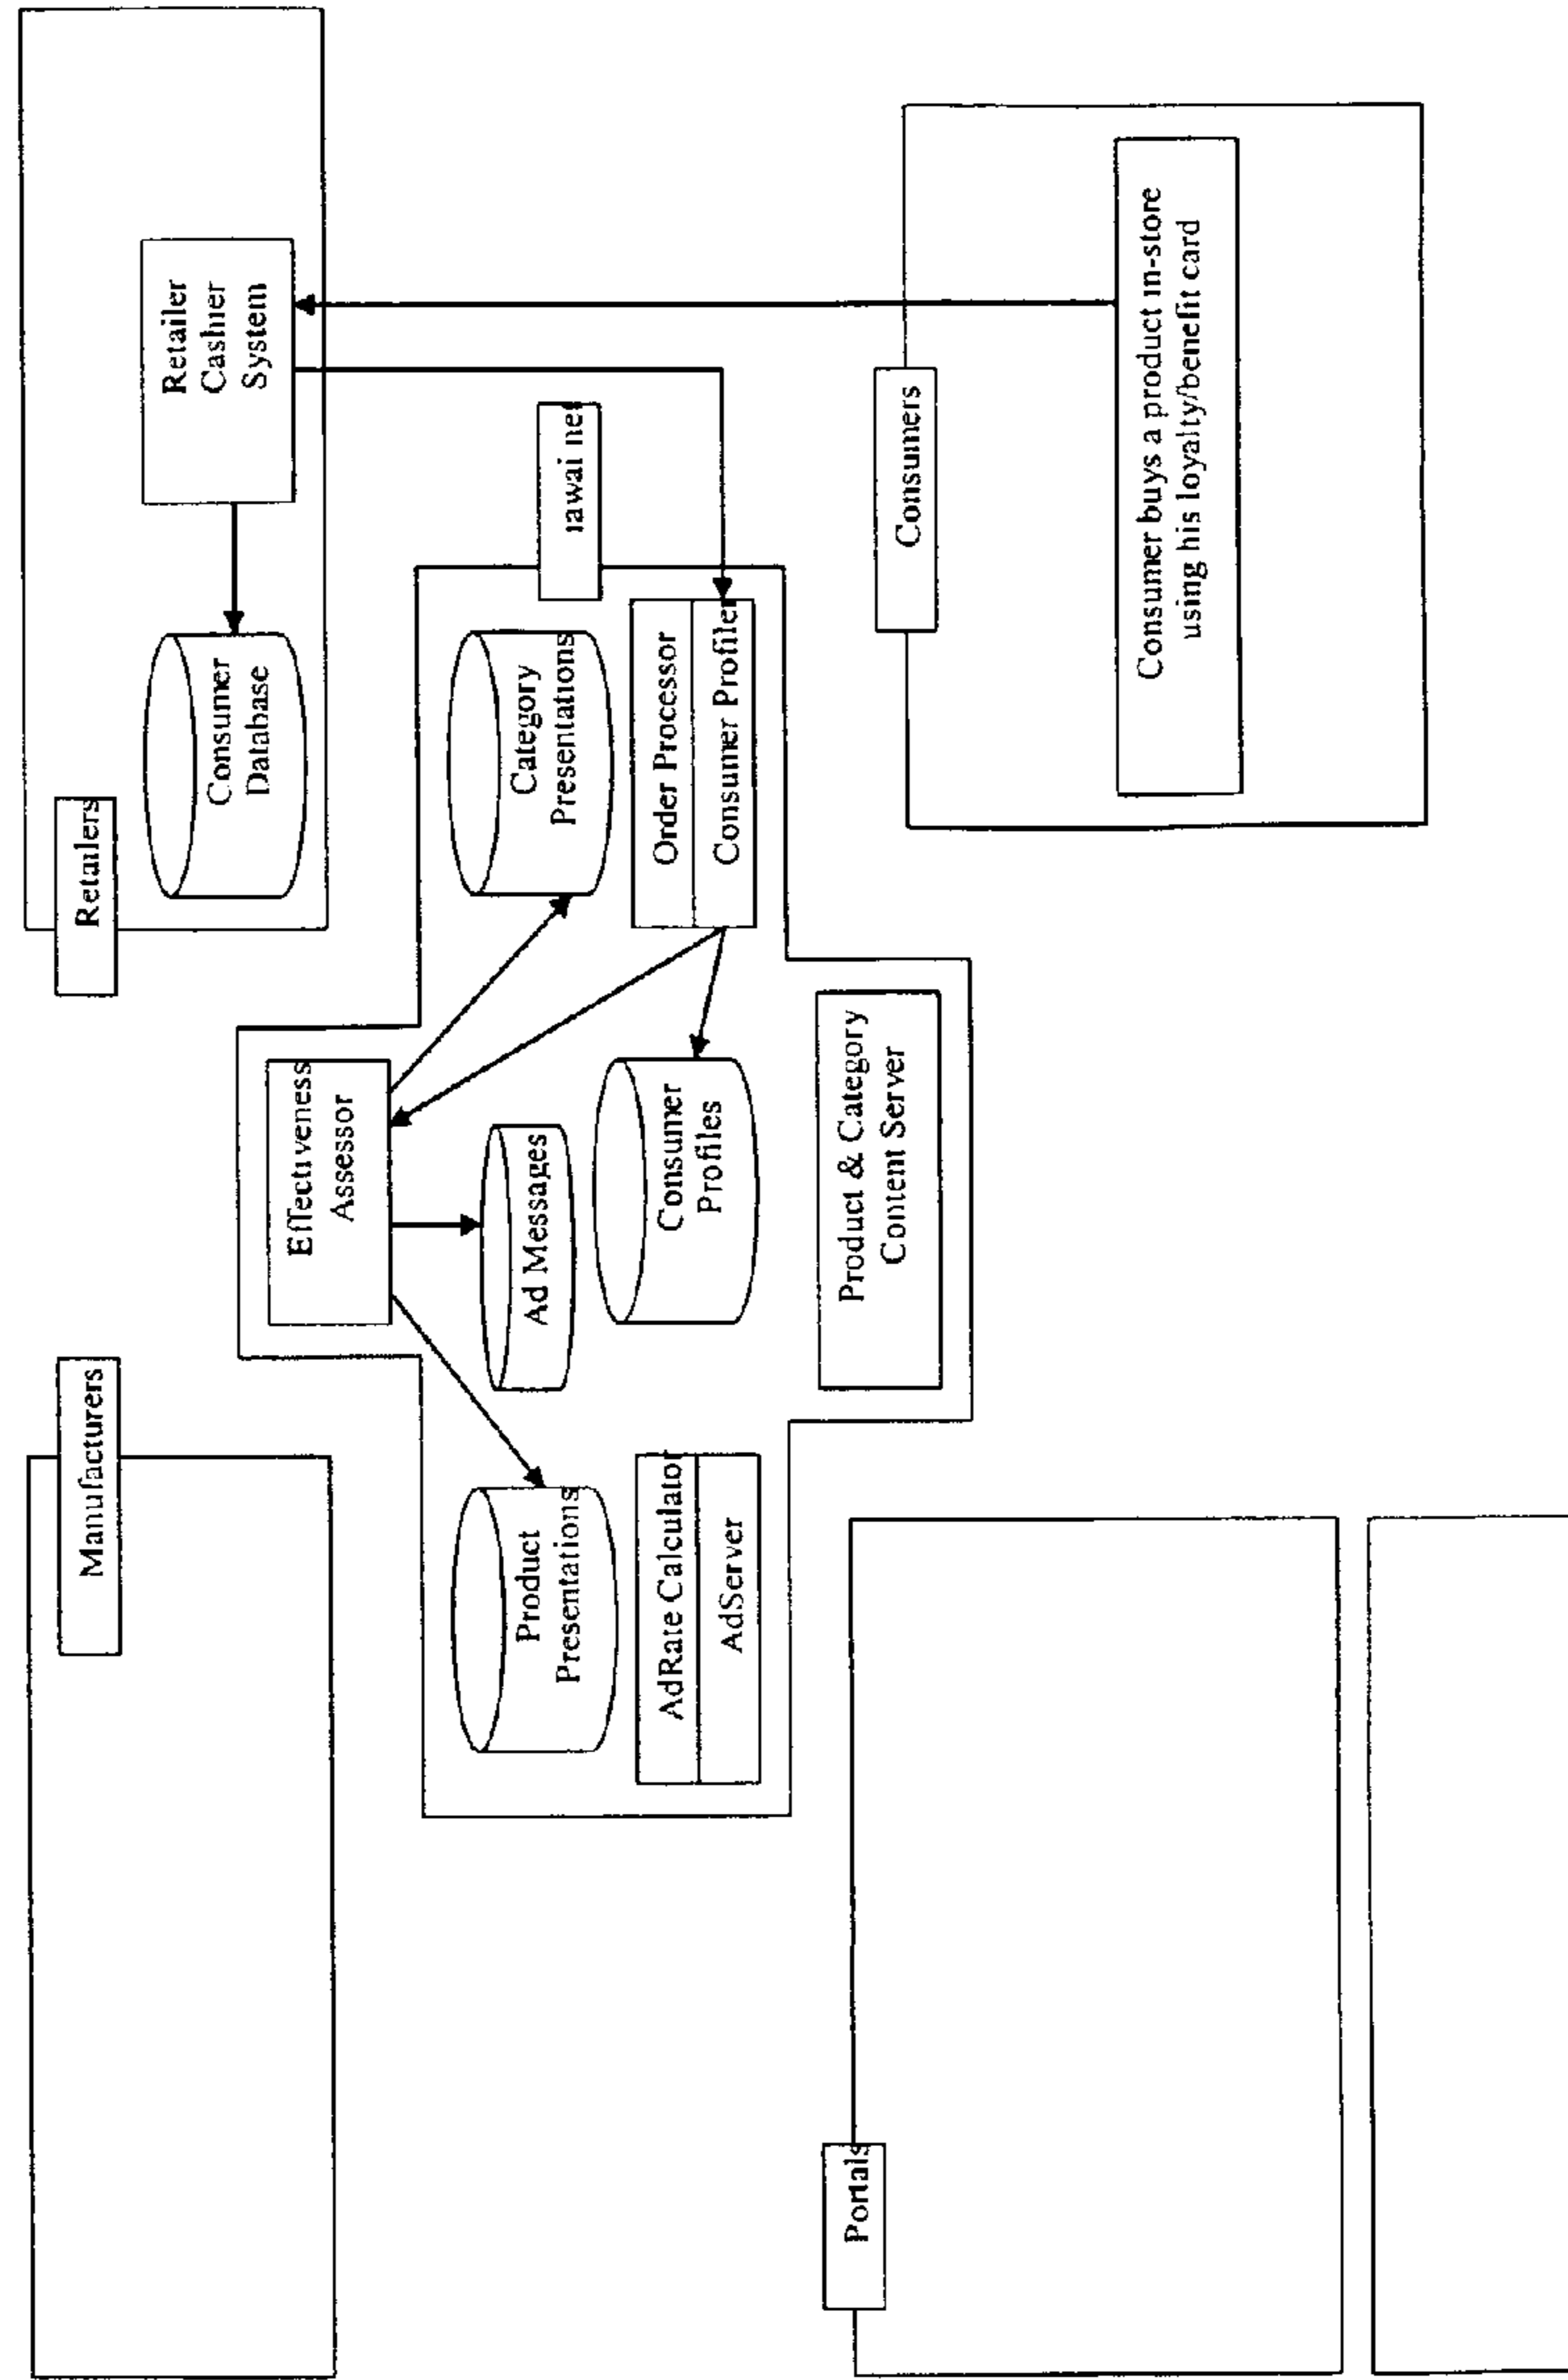 Manufacturers
Retailers
Consumer
Database
Retailer
Cashier
System
Effectiveness
Assessor
Product
Presentations
Ad Messages
Category
Presentations
AdRate Calculator
AdServer
Consumer
Profiles
Order Processor
Consumer Profiler
Product & Category
Content Server
Portals
Consumers
Consumer buys a product in-store
using his loyalty/benefit card